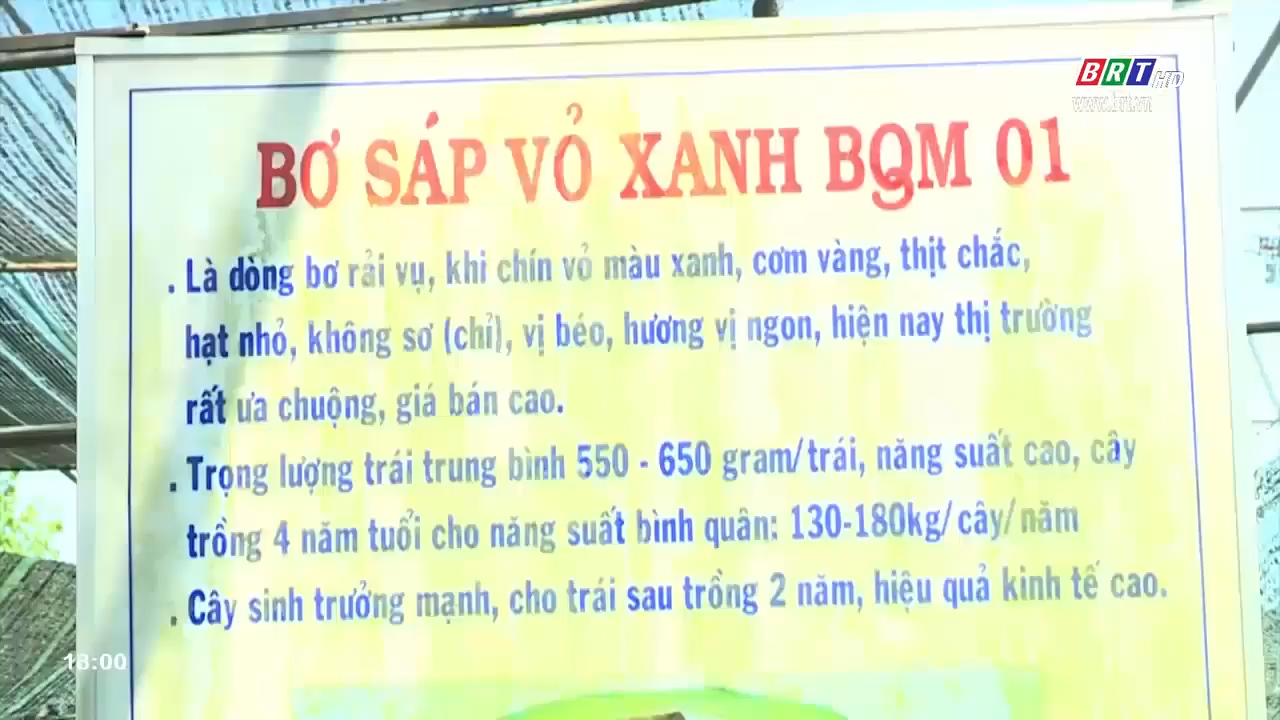 BRT HD
www.brt.vn
BƠ SÁP VỎ XANH BQM 01
. Là dòng bơ rải vụ, khi chín vỏ màu xanh, cơm vàng, thịt chắc,
hạt nhỏ, không sơ (chỉ), vị béo, hương vị ngon, hiện nay thị trường
rất ưa chuộng, giá bán cao.
. Trọng lượng trái trung bình 550 - 650 gram/trái, năng suất cao, cây
trồng 4 năm tuổi cho năng suất bình quân: 130-180kg/cây/năm
. Cây sinh trưởng mạnh, cho trái sau trồng 2 năm, hiệu quả kinh tế cao.
18:00